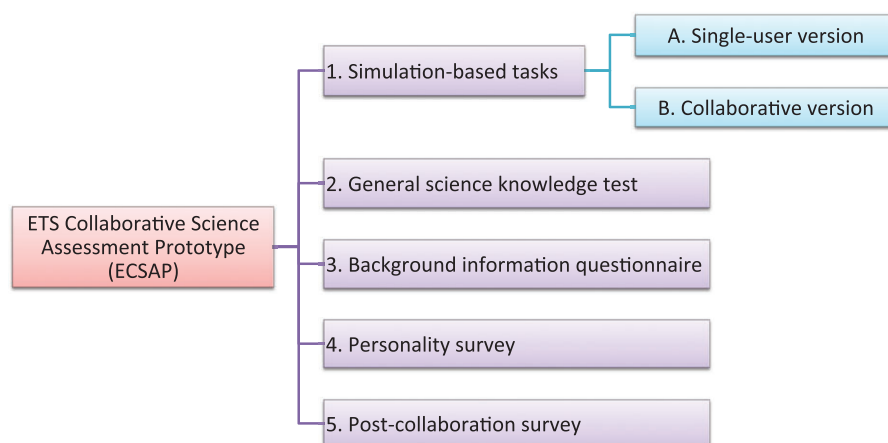 A. Single-user version
1. Simulation-based tasks
B. Collaborative version
2. General science knowledge test
ETS Collaborative Science
Assessment Prototype
(ECSAP)
3. Background information questionnaire
4. Personality survey
5. Post-collaboration survey